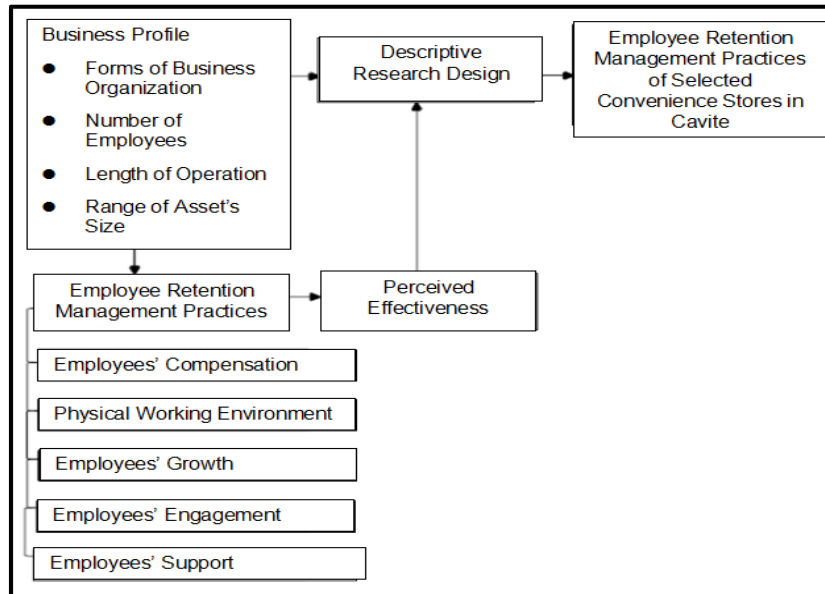 Business Profile
● Forms of Business
Organization
● Number of
Employees
● Length of Operation
● Range of Asset's
Size
Descriptive
Research Design
Employee Retention
Management Practices
of Selected
Convenience Stores in
Cavite
Employee Retention
Management Practices
Perceived
Effectiveness
Employees' Compensation
Physical Working Environment
Employees' Growth
Employees' Engagement
Employees' Support